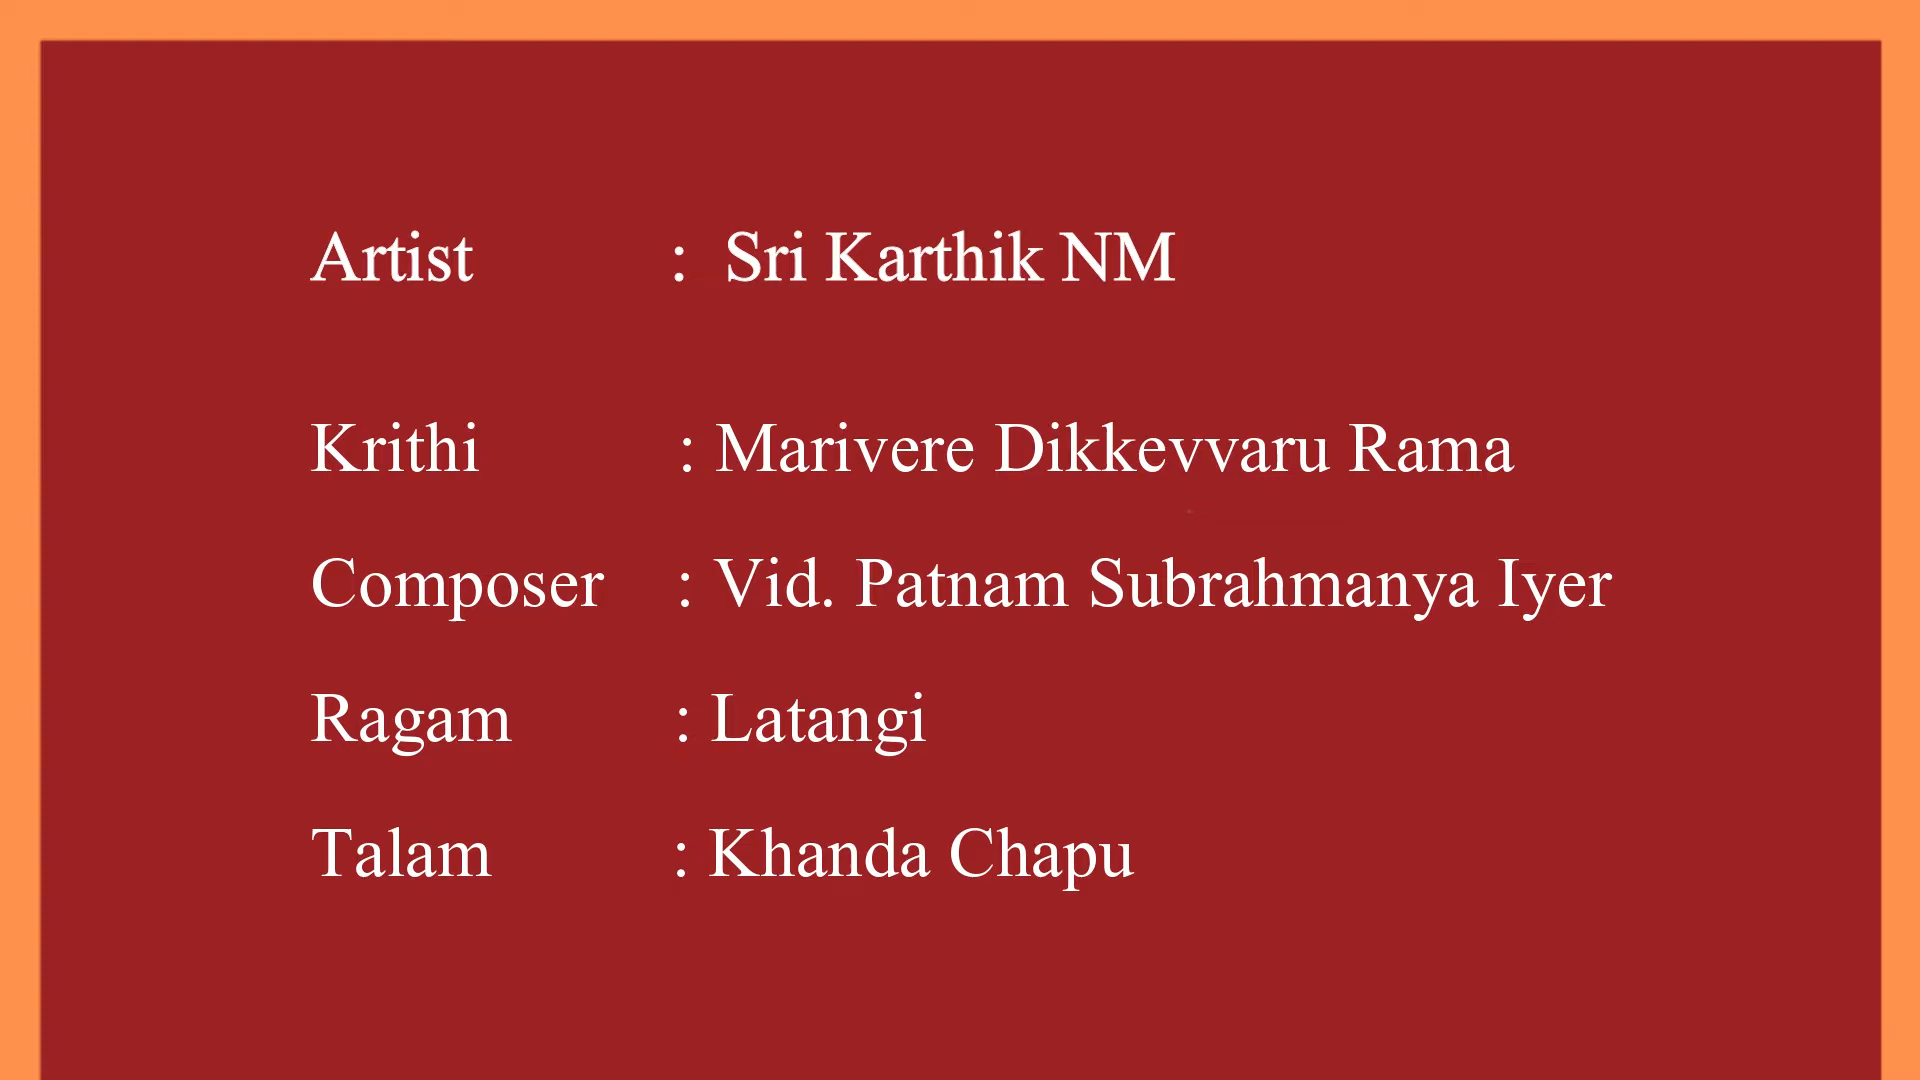 Artist : Sri Karthik NM
Krithi : Marivere Dikkevvaru Rama
Composer : Vid. Patnam Subrahmanya Iyer
Ragam : Latangi
Talam : Khanda Chapu